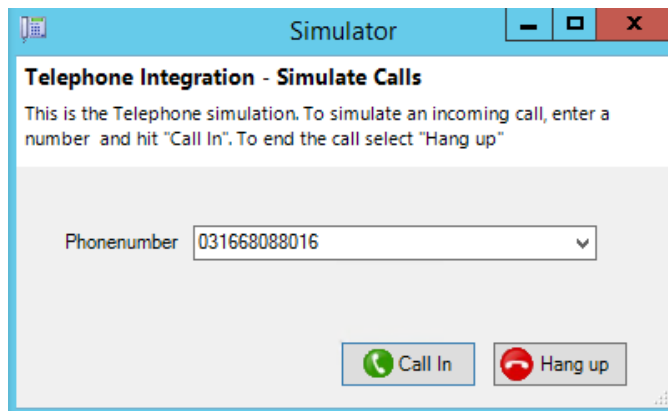 Simulator
Telephone Integration - Simulate Calls
This is the Telephone simulation. To simulate an incoming call, enter a
number and hit "Call In". To end the call select "Hang up"
Phonenumber 031668088016
Call In Hang up